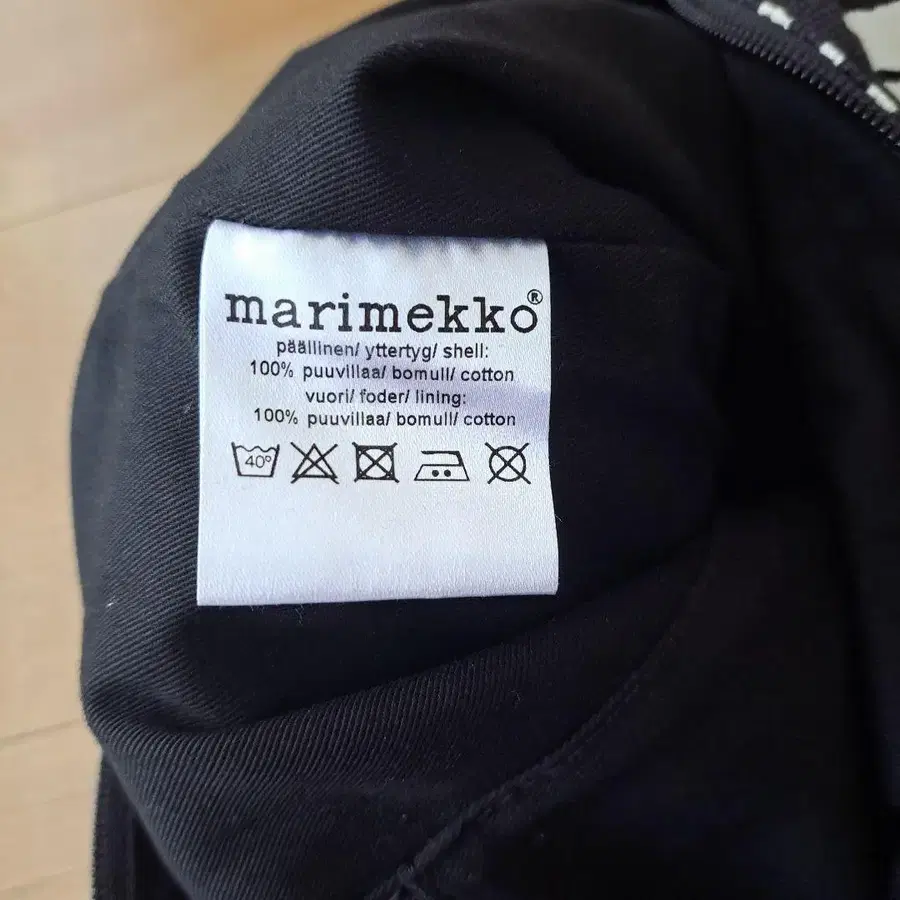 marimekko®
päällinen/ yttertyg/ shell:
100% puuvillaa/ bomull/ cotton
vuori/ foder/ lining:
100% puuvillaa/ bomull/ cotton
40°